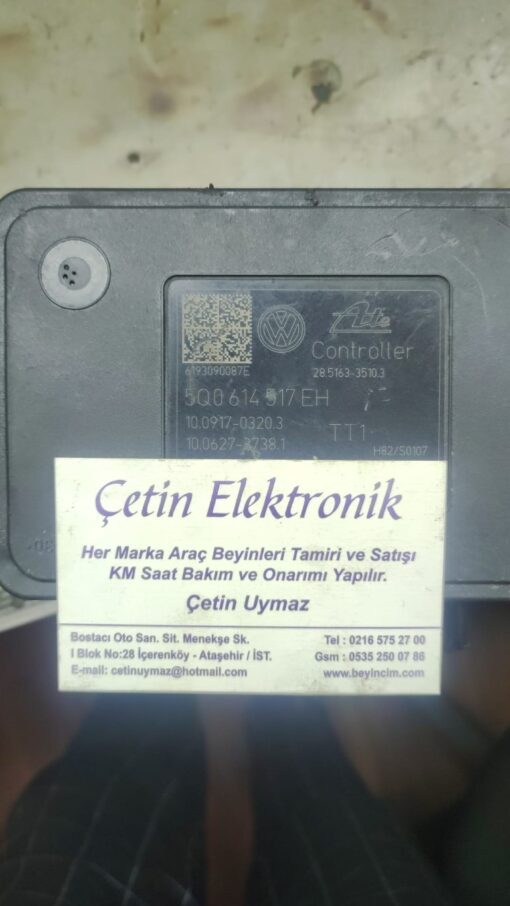 Ate
Controller
6193090087E
28.5163-3510.3
5Q0 614 517 EH
10.0917-0320.3
10.0627-3738.1
TT1
H82/S0107
Çetin Elektronik
Her Marka Araç Beyinleri Tamiri ve Satışı
KM Saat Bakım ve Onarımı Yapılır.
Çetin Uymaz
Bostacı Oto San. Sit. Menekşe Sk.
Tel : 0216 575 27 00
I Blok No:28 İçerenköy - Ataşehir / İST.
Gsm : 0535 250 07 86
E-mail: cetinuymaz@hotmail.com
www.beyincim.com